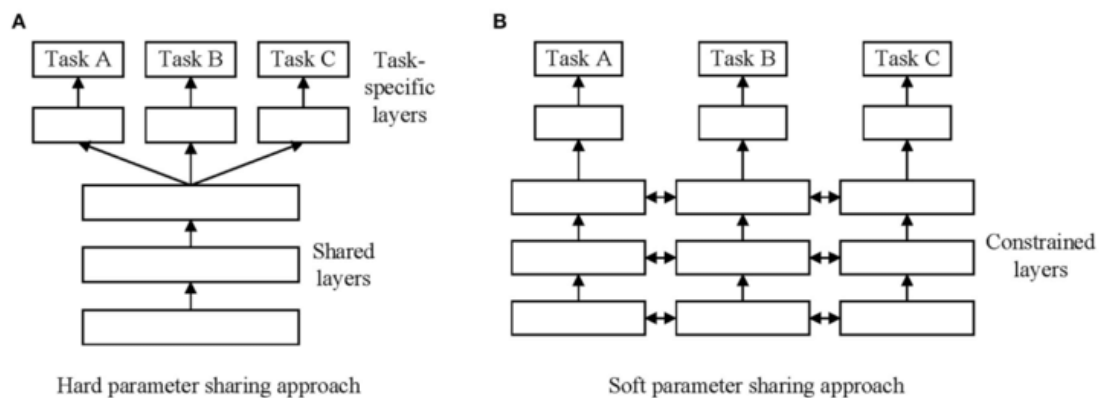 A
Task A
Task B
Task C
Task-
specific
layers
Shared
layers
Hard parameter sharing approach
B
Task A
Task B
Task C
Constrained
layers
Soft parameter sharing approach